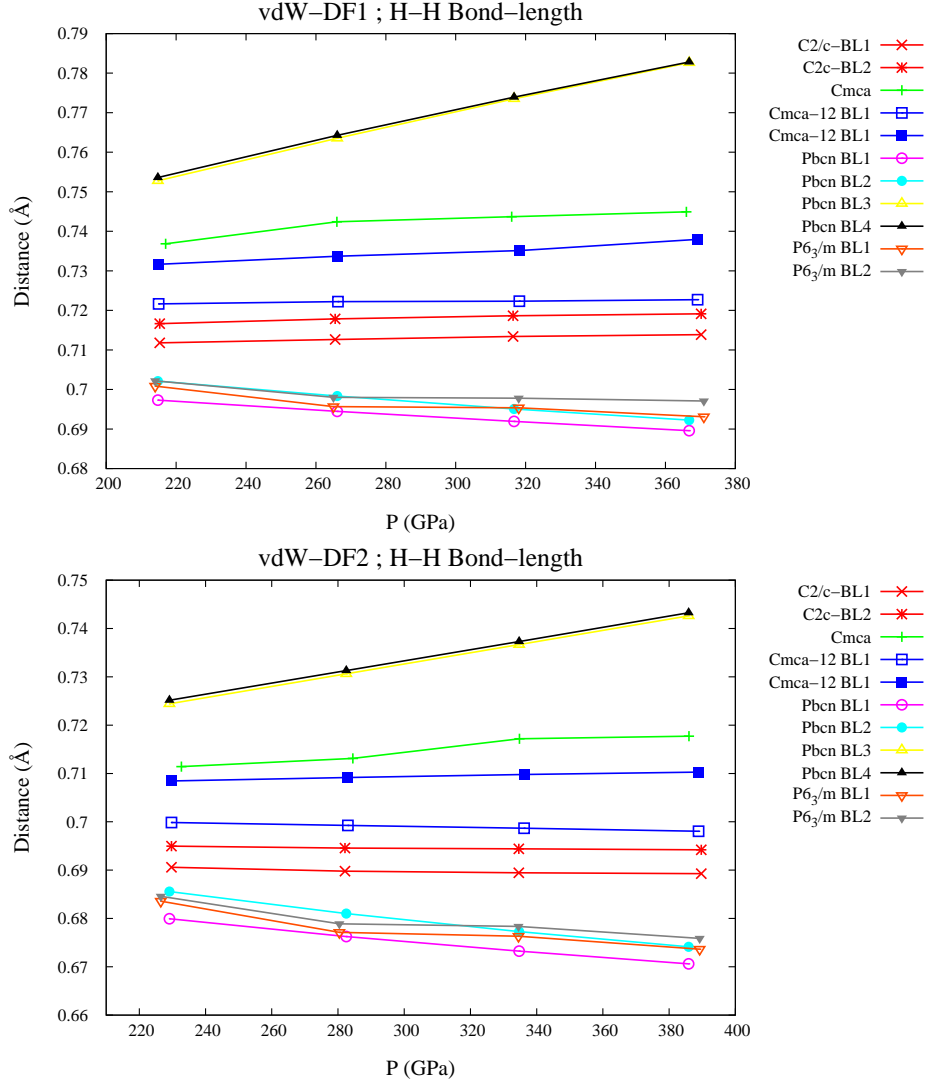 vdW−DF1 ; H−H Bond−length
Distance (Å)
0.79
0.78
0.77
0.76
0.75
0.74
0.73
0.72
0.71
0.7
0.69
0.68
200 220 240 260 280 300 320 340 360 380
P (GPa)
C2/c−BL1
C2c−BL2
Cmca
Cmca−12 BL1
Cmca−12 BL1
Pbcn BL1
Pbcn BL2
Pbcn BL3
Pbcn BL4
P6₃/m BL1
P6₃/m BL2
vdW−DF2 ; H−H Bond−length
Distance (Å)
0.75
0.74
0.73
0.72
0.71
0.7
0.69
0.68
0.67
0.66
220 240 260 280 300 320 340 360 380 400
P (GPa)
C2/c−BL1
C2c−BL2
Cmca
Cmca−12 BL1
Cmca−12 BL1
Pbcn BL1
Pbcn BL2
Pbcn BL3
Pbcn BL4
P6₃/m BL1
P6₃/m BL2